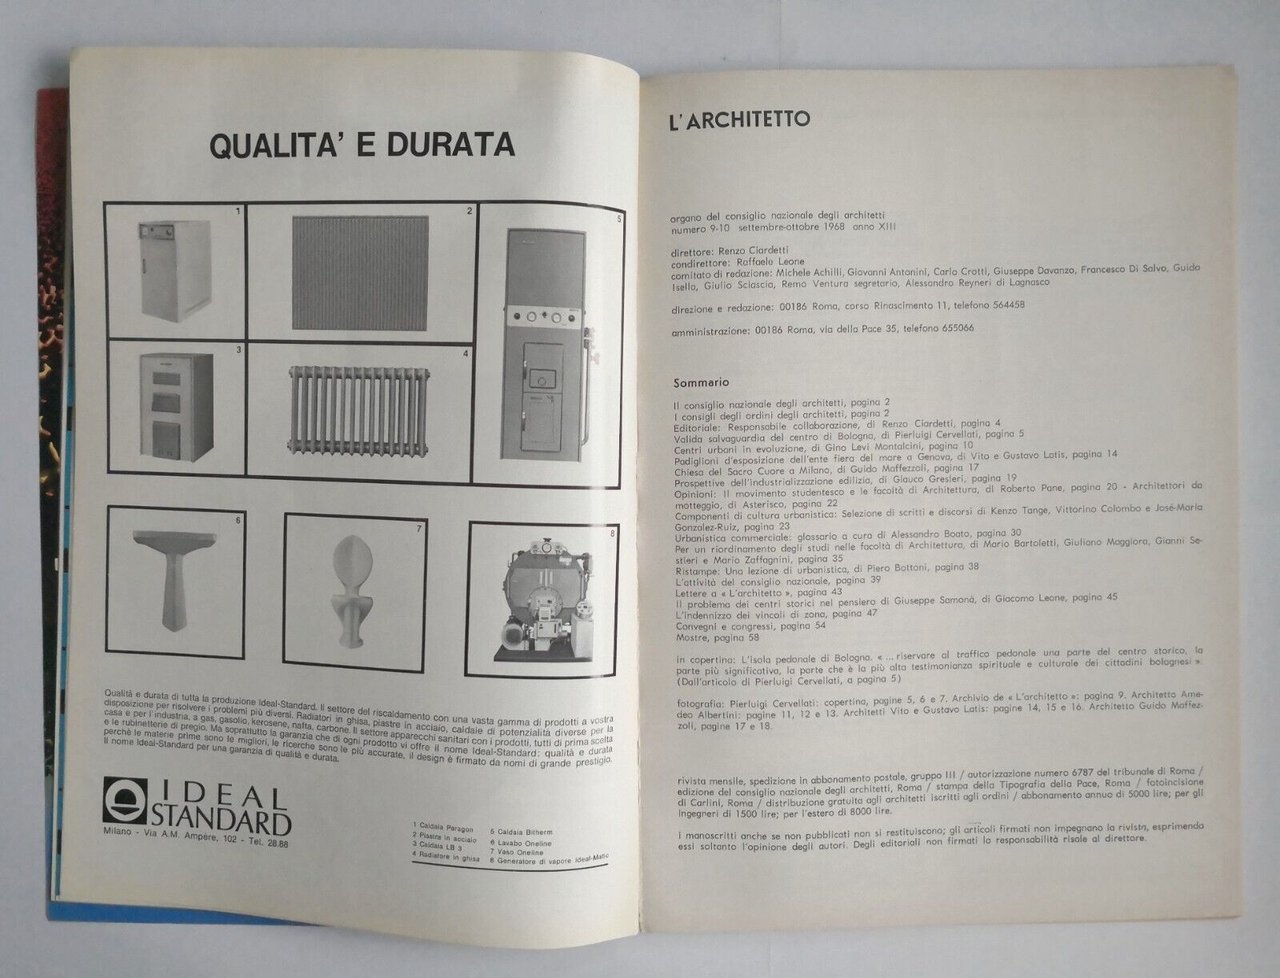 QUALITA' E DURATA
1
2
5
3
4
6
7
8
Qualità e durata di tutta la produzione Ideal-Standard. Il settore del riscaldamento con una vasta gamma di prodotti a vostra
disposizione per risolvere i problemi più diversi. Radiatori in ghisa, piastre in acciaio, caldaie di potenzialità diverse per la
casa e per l'industria, a gas, gasolio, kerosene, nafta, carbone. Il settore apparecchi sanitari con i prodotti, tutti di prima scelta
e le rubinetterie di pregio. Ma soprattutto la garanzia che di ogni prodotto vi offre il nome Ideal-Standard: qualità e durata
perchè le materie prime sono le migliori, le ricerche sono le più accurate, il design è firmato da nomi di grande prestigio.
Il nome Ideal-Standard per una garanzia di qualità e durata.
IDEAL
STANDARD
Milano - Via A.M. Ampere, 102 - Tel. 28.88
1 Caldaia Paragon
2 Piastra in acciaio
3 Caldaia LB 3
4 Radiatore in ghisa
5 Caldaia Bitherm
6 Lavabo Oneline
7 Vaso Oneline
8 Generatore di vapore Ideal-Matic
L'ARCHITETTO
organo del consiglio nazionale degli architetti
numero 9-10 settembre-ottobre 1968 anno XIII
direttore: Renzo Ciardetti
condirettore: Raffaele Leone
comitato di redazione: Michele Achilli, Giovanni Antonini, Carlo Crotti, Giuseppe Davanzo, Francesco Di Salvo, Guido
Isella, Giulio Sciascia, Remo Ventura segretario, Alessandro Reyneri di Lagnasco
direzione e redazione: 00186 Roma, corso Rinascimento 11, telefono 564458
amministrazione: 00186 Roma, via della Pace 35, telefono 655066
Sommario
Il consiglio nazionale degli architetti, pagina 2
I consigli degli ordini degli architetti, pagina 2
Editoriale: Responsabile collaborazione, di Renzo Ciardetti, pagina 4
Valida salvaguardia del centro di Bologna, di Pierluigi Cervellati, pagina 5
Centri urbani in evoluzione, di Gino Levi Montalcini, pagina 10
Padiglioni d'esposizione dell'ente fiera del mare a Genova, di Vito e Gustavo Latis, pagina 14
Chiesa del Sacro Cuore a Milano, di Guido Maffezzoli, pagina 17
Prospettive dell'industrializzazione edilizia, di Glauco Gresleri, pagina 19
Opinioni: Il movimento studentesco e le facoltà di Architettura, di Roberto Pane, pagina 20 - Architettori da
motteggio, di Asterisco, pagina 22
Componenti di cultura urbanistica: Selezione di scritti e discorsi di Kenzo Tange, Vittorino Colombo e José-Maria
Gonzalez-Ruiz, pagina 23
Urbanistica commerciale: glossario a cura di Alessandro Boato, pagina 30
Per un riordinamento degli studi nelle facoltà di Architettura, di Mario Bartoletti, Giuliano Maggiora, Gianni Se-
stieri e Mario Zaffagnini, pagina 35
Ristampe: Una lezione di urbanistica, di Piero Bottoni, pagina 38
L'attività del consiglio nazionale, pagina 39
Lettere a « L'architetto », pagina 43
Il problema dei centri storici nel pensiero di Giuseppe Samonà, di Giacomo Leone, pagina 45
L'indennizzo dei vincoli di zona, pagina 47
Convegni e congressi, pagina 54
Mostre, pagina 58
in copertina: L'isola pedonale di Bologna. « ... riservare al traffico pedonale una parte del centro storico, la
parte più significativa, la parte che è la più alta testimonianza spirituale e culturale dei cittadini bolognesi ».
(Dall'articolo di Pierluigi Cervellati, a pagina 5)
fotografia: Pierluigi Cervellati: copertina, pagine 5, 6 e 7. Archivio de « L'architetto »: pagina 9. Architetto Ame-
deo Albertini: pagine 11, 12 e 13. Architetti Vito e Gustavo Latis: pagine 14, 15 e 16. Architetto Guido Maffez-
zoli, pagine 17 e 18.
rivista mensile, spedizione in abbonamento postale, gruppo III / autorizzazione numero 6787 del tribunale di Roma /
edizione del consiglio nazionale degli architetti, Roma / stampa della Tipografia della Pace, Roma / fotoincisione
di Carlini, Roma / distribuzione gratuita agli architetti iscritti agli ordini / abbonamento annuo di 5000 lire; per gli
ingegneri di 1500 lire; per l'estero di 8000 lire.
i manoscritti anche se non pubblicati non si restituiscono; gli articoli firmati non impegnano la rivista, esprimendo
essi soltanto l'opinione degli autori. Degli editoriali non firmati la responsabilità risale al direttore.